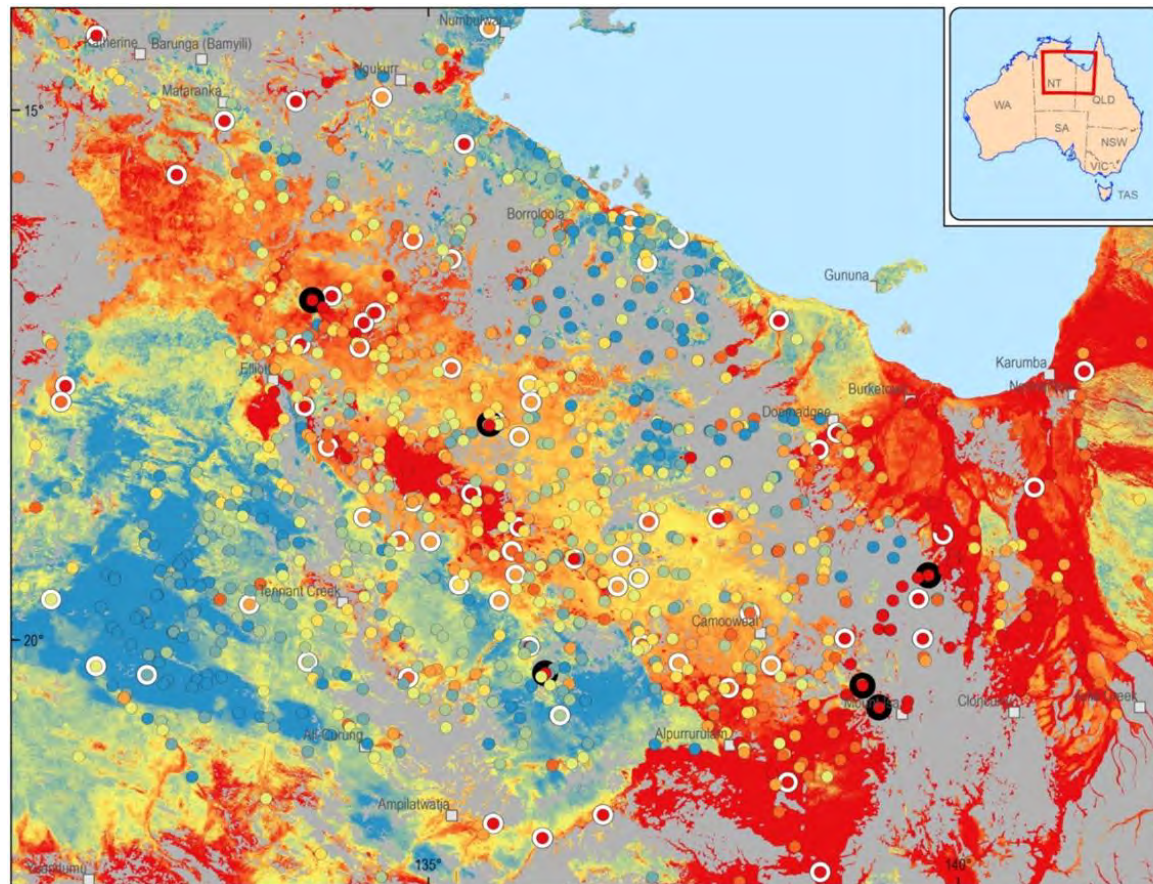 Numbulwar
Katherine
Barunga (Bamyili)
Ngukurr
Mataranka
15°
WA
NT
QLD
SA
NSW
VIC
TAS
Borroloola
Gununa
Karumba
Elliott
Burketown
Doomadgee
Tennant Creek
Camooweal
20°
Cloncurry
Ali Curung
Alpurrurulam
Ampilatwatja
135°
140°
Yuendumu